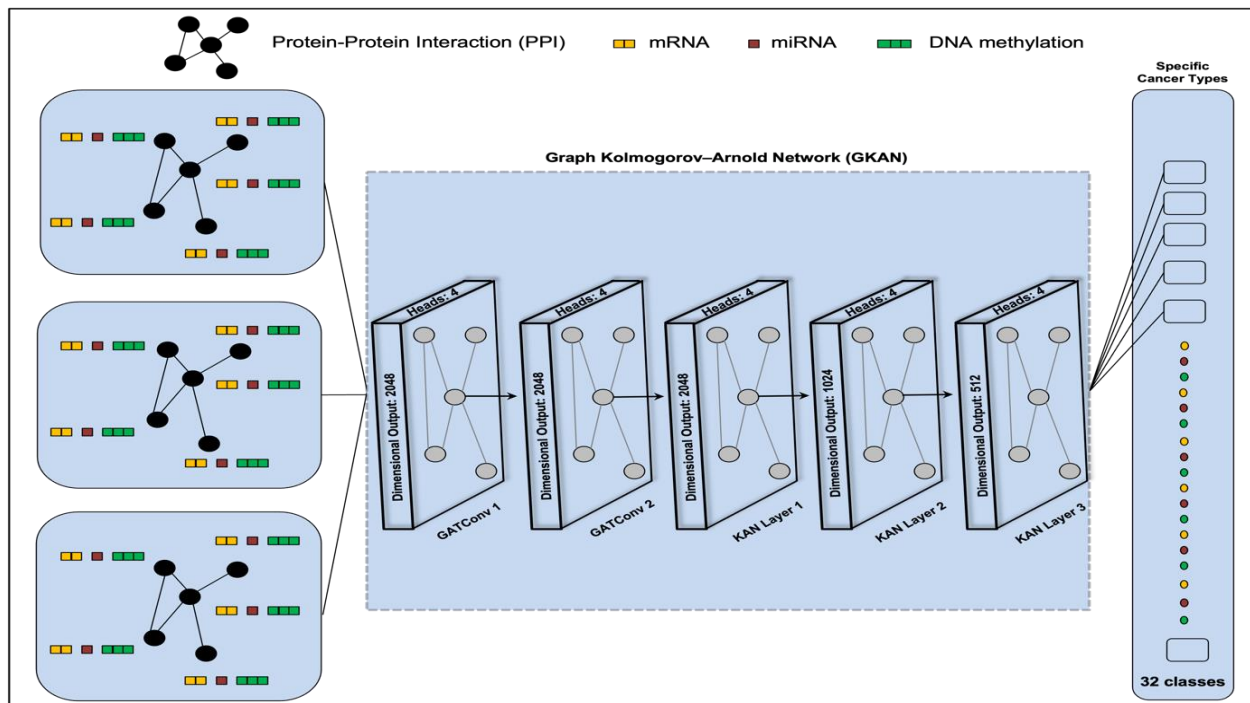 Protein-Protein Interaction (PPI)
mRNA
miRNA
DNA methylation
Specific
Cancer Types
Graph Kolmogorov–Arnold Network (GKAN)
Heads: 4
Dimensional Output: 2048
GATConv 1
Heads: 4
Dimensional Output: 2048
GATConv 2
Heads: 4
Dimensional Output: 2048
KAN Layer 1
Heads: 4
Dimensional Output: 1024
KAN Layer 2
Heads: 4
Dimensional Output: 512
KAN Layer 3
32 classes